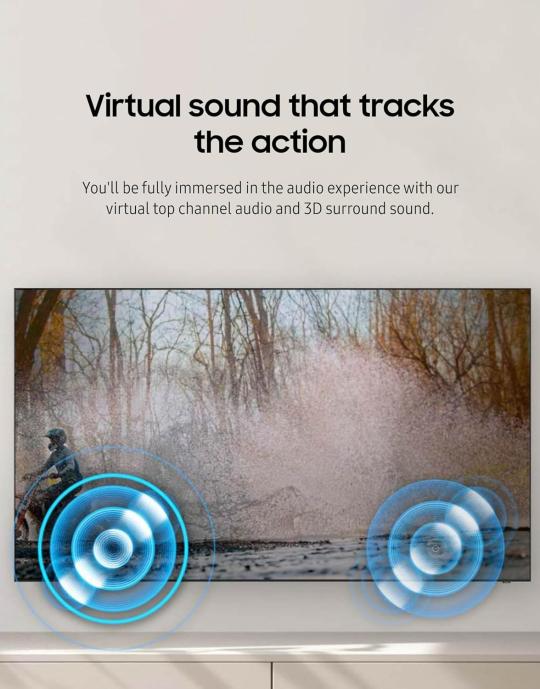 Virtual sound that tracks
the action
You'll be fully immersed in the audio experience with our
virtual top channel audio and 3D surround sound.